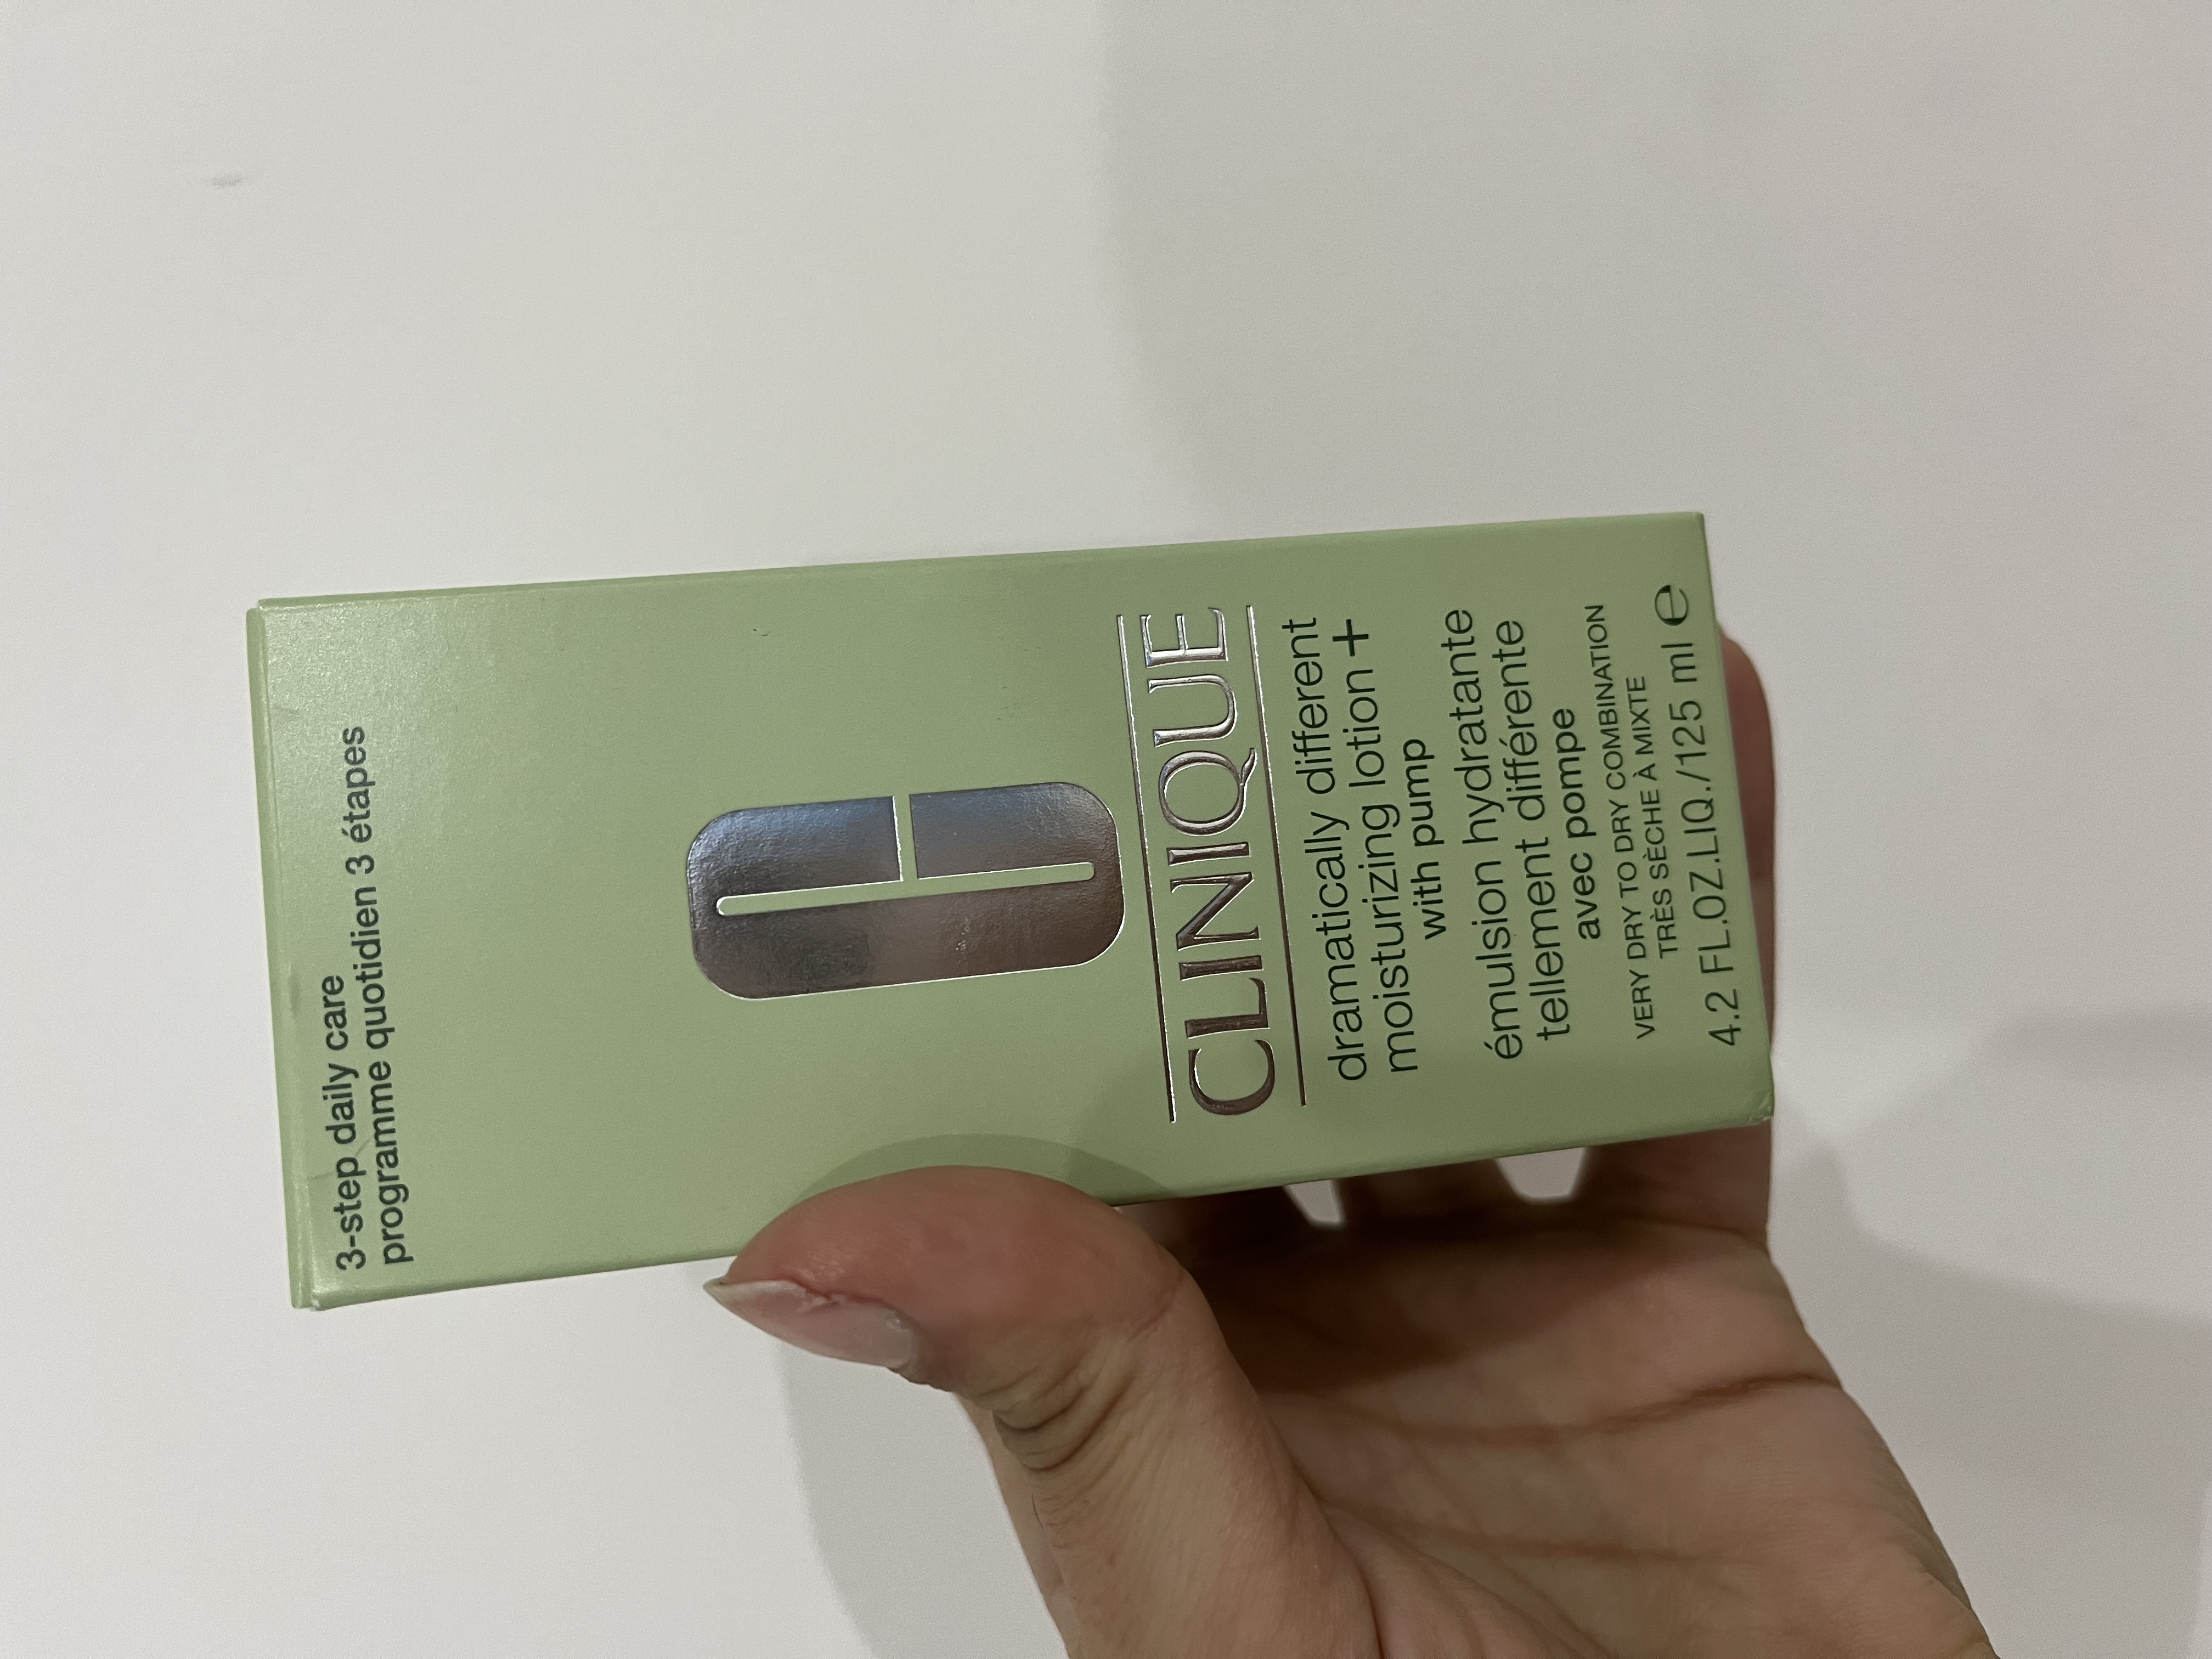 3-step daily care
programme quotidien 3 étapes
CLINIQUE
dramatically different
moisturizing lotion +
with pump
émulsion hydratante
tellement différente
avec pompe
VERY DRY TO DRY COMBINATION
TRÈS SÈCHE À MIXTE
4.2 FL.OZ.LIQ./125 ml ℮